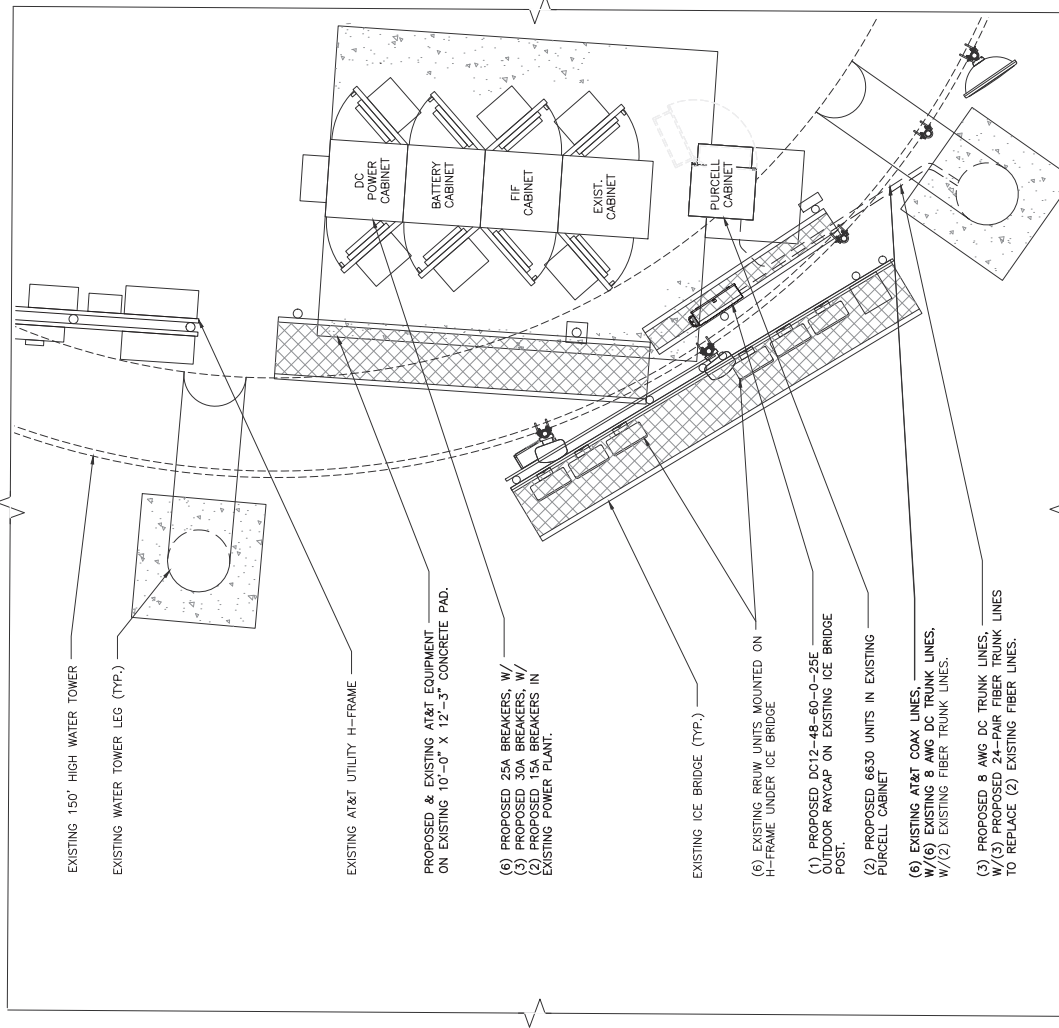 EXISTING 150' HIGH WATER TOWER
EXISTING WATER TOWER LEG (TYP.)
EXISTING AT&T UTILITY H-FRAME
PROPOSED & EXISTING AT&T EQUIPMENT
ON EXISTING 10'-0" X 12'-3" CONCRETE PAD.
(6) PROPOSED 25A BREAKERS, W/
(3) PROPOSED 30A BREAKERS, W/
(2) PROPOSED 15A BREAKERS IN
EXISTING POWER PLANT.
EXISTING ICE BRIDGE (TYP.)
(6) EXISTING RRUW UNITS MOUNTED ON
H-FRAME UNDER ICE BRIDGE
(1) PROPOSED DC12-48-60-0-25E
OUTDOOR RAYCAP ON EXISTING ICE BRIDGE
POST.
(2) PROPOSED 6630 UNITS IN EXISTING
PURCELL CABINET
(6) EXISTING AT&T COAX LINES,
W/(6) EXISTING 8 AWG DC TRUNK LINES,
W/(2) EXISTING FIBER TRUNK LINES.
(3) PROPOSED 8 AWG DC TRUNK LINES,
W/(3) PROPOSED 24-PAIR FIBER TRUNK LINES
TO REPLACE (2) EXISTING FIBER LINES.
DC
POWER
CABINET
BATTERY
CABINET
FIF
CABINET
EXIST.
CABINET
PURCELL
CABINET